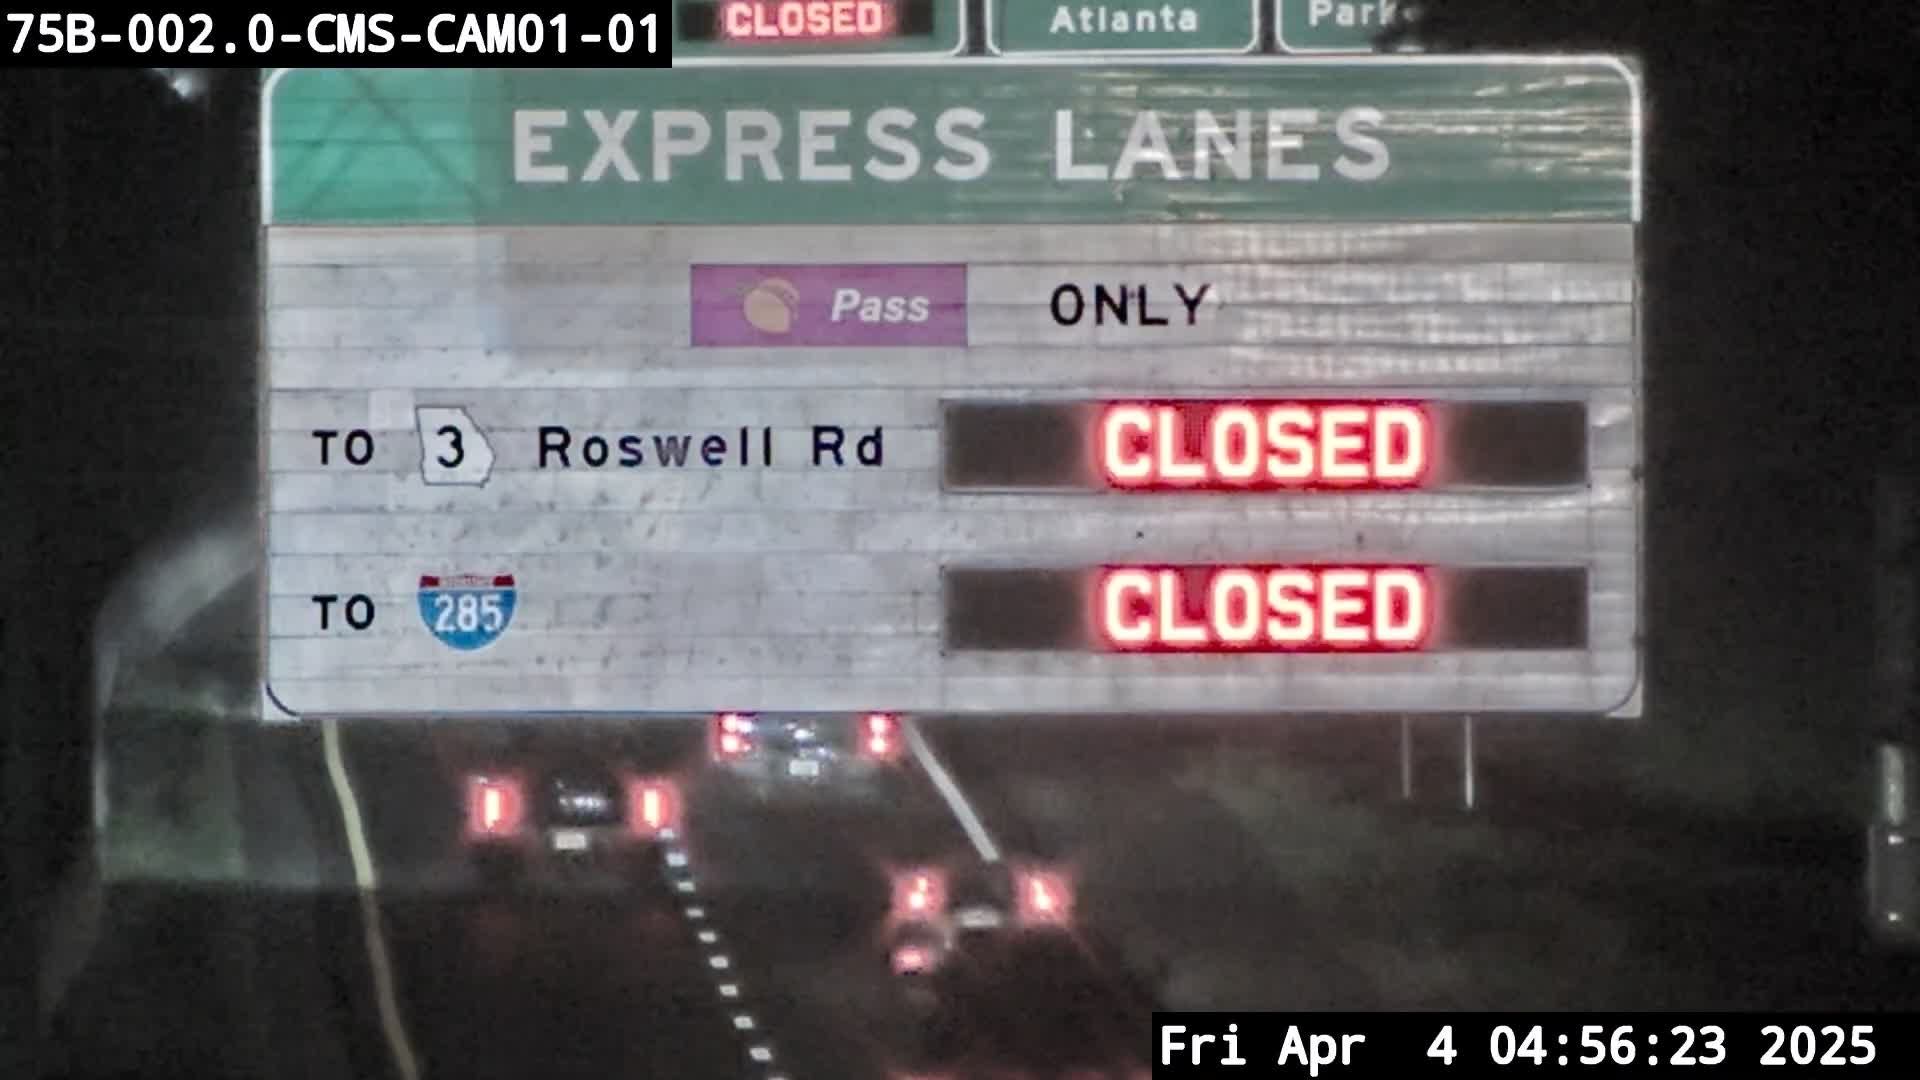 75B-002.0-CMS-CAM01-01
CLOSED
Atlanta
Park
EXPRESS LANES
Pass ONLY
TO 3 Roswell Rd CLOSED
TO 285 CLOSED
Fri Apr 4 04:56:23 2025